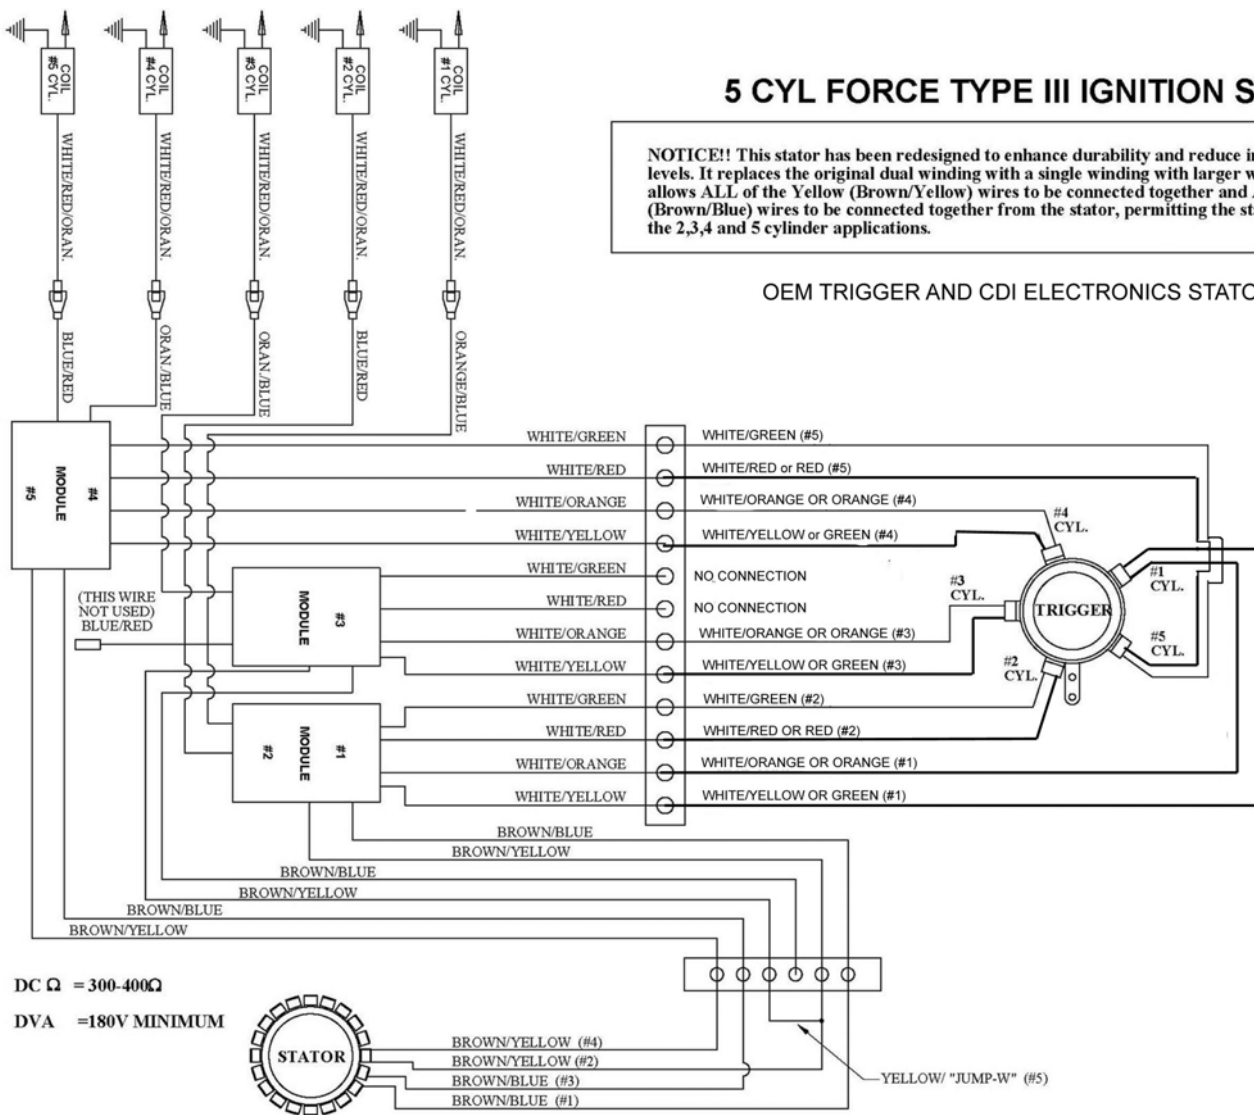 COIL
#5 CYL.
COIL
#4 CYL.
COIL
#3 CYL.
COIL
#2 CYL.
COIL
#1 CYL.
5 CYL FORCE TYPE III IGNITION S
NOTICE!! This stator has been redesigned to enhance durability and reduce i
levels. It replaces the original dual winding with a single winding with larger w
allows ALL of the Yellow (Brown/Yellow) wires to be connected together and
(Brown/Blue) wires to be connected together from the stator, permitting the st
the 2,3,4 and 5 cylinder applications.
OEM TRIGGER AND CDI ELECTRONICS STATO
WHITE/RED/ORAN.
WHITE/RED/ORAN.
WHITE/RED/ORAN.
WHITE/RED/ORAN.
WHITE/RED/ORAN.
BLUE/RED
ORAN./BLUE
ORAN./BLUE
BLUE/RED
ORANGE/BLUE
#4
MODULE
#5
WHITE/GREEN
WHITE/GREEN (#5)
WHITE/RED
WHITE/RED or RED (#5)
WHITE/ORANGE
WHITE/ORANGE OR ORANGE (#4)
WHITE/YELLOW
WHITE/YELLOW or GREEN (#4)
WHITE/GREEN
NO CONNECTION
WHITE/RED
NO CONNECTION
WHITE/ORANGE
WHITE/ORANGE OR ORANGE (#3)
WHITE/YELLOW
WHITE/YELLOW OR GREEN (#3)
WHITE/GREEN
WHITE/GREEN (#2)
WHITE/RED
WHITE/RED OR RED (#2)
WHITE/ORANGE
WHITE/ORANGE OR ORANGE (#1)
WHITE/YELLOW
WHITE/YELLOW OR GREEN (#1)
#4
CYL.
#1
CYL.
#3
CYL.
TRIGGER
#5
CYL.
#2
CYL.
(THIS WIRE
NOT USED)
BLUE/RED
#3
MODULE
#1
MODULE
#2
BROWN/BLUE
BROWN/YELLOW
BROWN/BLUE
BROWN/YELLOW
BROWN/BLUE
BROWN/YELLOW
DC Ω = 300-400Ω
DVA =180V MINIMUM
STATOR
BROWN/YELLOW (#4)
BROWN/YELLOW (#2)
BROWN/BLUE (#3)
BROWN/BLUE (#1)
YELLOW/ "JUMP-W" (#5)